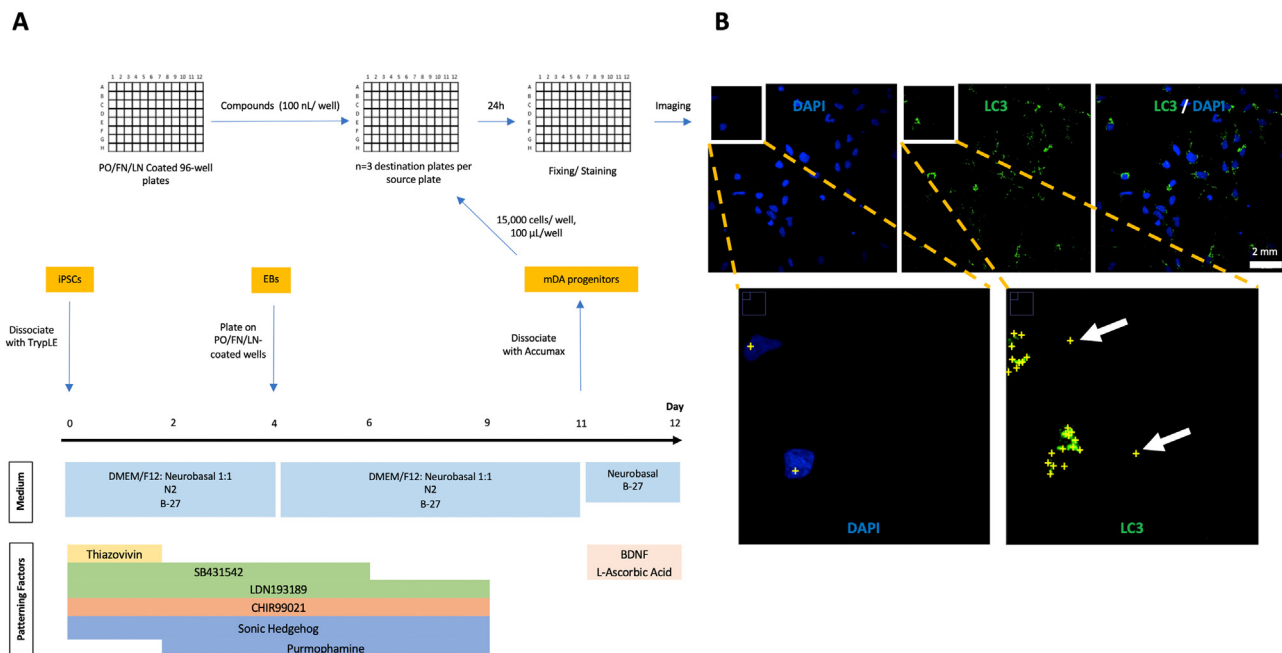 A
1 2 3 4 5 6 7 8 9 10 11 12
A
B
C
D
E
F
G
H
PO/FN/LN Coated 96-well
plates
Compounds (100 nL/ well)
1 2 3 4 5 6 7 8 9 10 11 12
A
B
C
D
E
F
G
H
n=3 destination plates per
source plate
24h
1 2 3 4 5 6 7 8 9 10 11 12
A
B
C
D
E
F
G
H
Fixing/ Staining
Imaging
15,000 cells/ well,
100 µL/well
iPSCs
EBs
mDA progenitors
Dissociate
with TrypLE
Plate on
PO/FN/LN-
coated wells
Dissociate
with Accumax
Day
0 2 4 6 9 11 12
Medium
DMEM/F12: Neurobasal 1:1
N2
B-27
DMEM/F12: Neurobasal 1:1
N2
B-27
Neurobasal
B-27
Patterning Factors
Thiazovivin
SB431542
LDN193189
CHIR99021
Sonic Hedgehog
Purmophamine
BDNF
L-Ascorbic Acid
B
DAPI
LC3
LC3 / DAPI
2 mm
DAPI
LC3